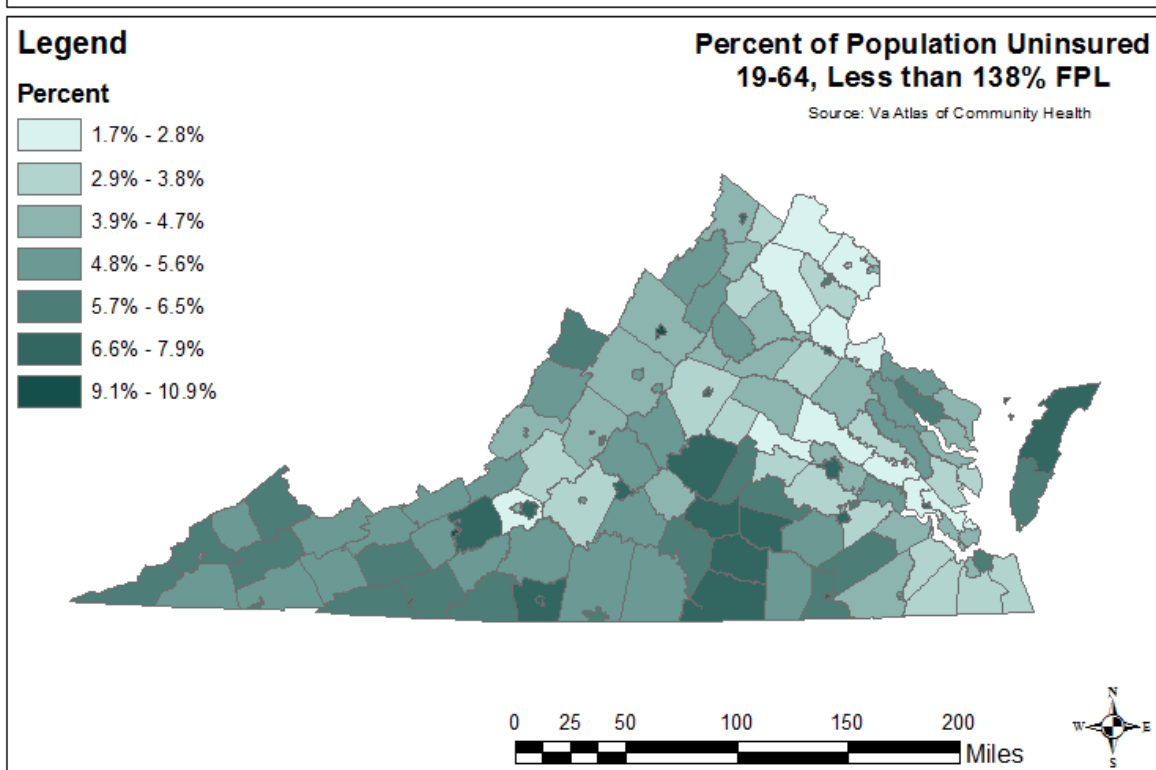 Legend
Percent of Population Uninsured
19-64, Less than 138% FPL
Source: Va Atlas of Community Health
Percent
1.7% - 2.8%
2.9% - 3.8%
3.9% - 4.7%
4.8% - 5.6%
5.7% - 6.5%
6.6% - 7.9%
9.1% - 10.9%
0 25 50 100 150 200
Miles
N
W E
S